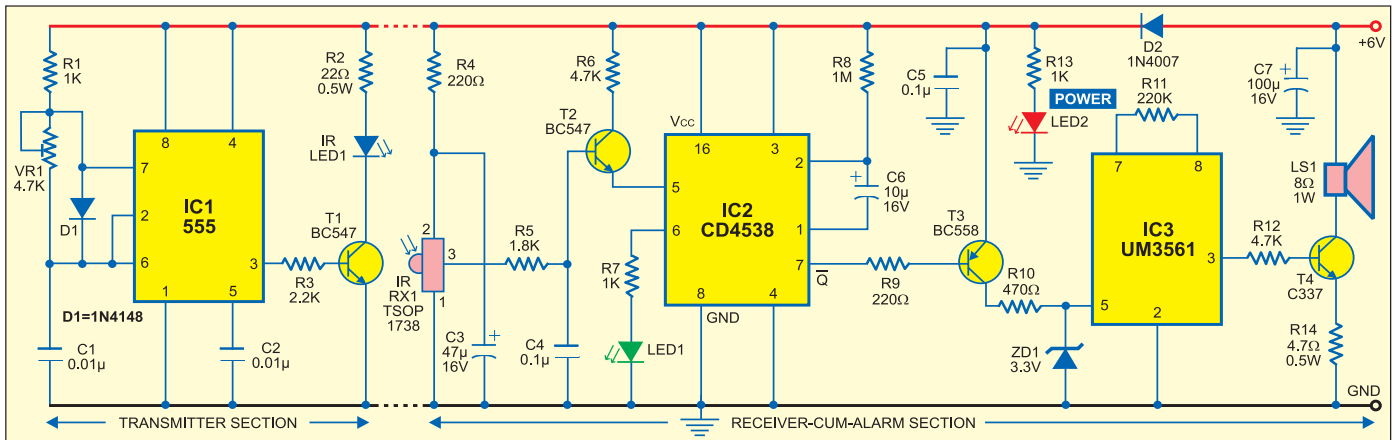 +6V
R1
1K
VR1
4.7K
D1
D1=1N4148
C1
0.01µ
8
4
7
2
6
3
1
5
IC1
555
C2
0.01µ
R2
22Ω
0.5W
IR
LED1
T1
BC547
R3
2.2K
R4
220Ω
2
3
1
IR
RX1
TSOP
1738
C3
47µ
16V
R5
1.8K
C4
0.1µ
R6
4.7K
T2
BC547
R7
1K
LED1
Vcc
16
3
5
6
2
1
7
8
GND
4
IC2
CD4538
Q̅
R8
1M
C6
10µ
16V
R9
220Ω
C5
0.1µ
T3
BC558
R10
470Ω
ZD1
3.3V
R13
1K
POWER
LED2
D2
1N4007
R11
220K
7
8
5
3
2
IC3
UM3561
R12
4.7K
C7
100µ
16V
LS1
8Ω
1W
T4
C337
R14
4.7Ω
0.5W
GND
TRANSMITTER SECTION
RECEIVER-CUM-ALARM SECTION